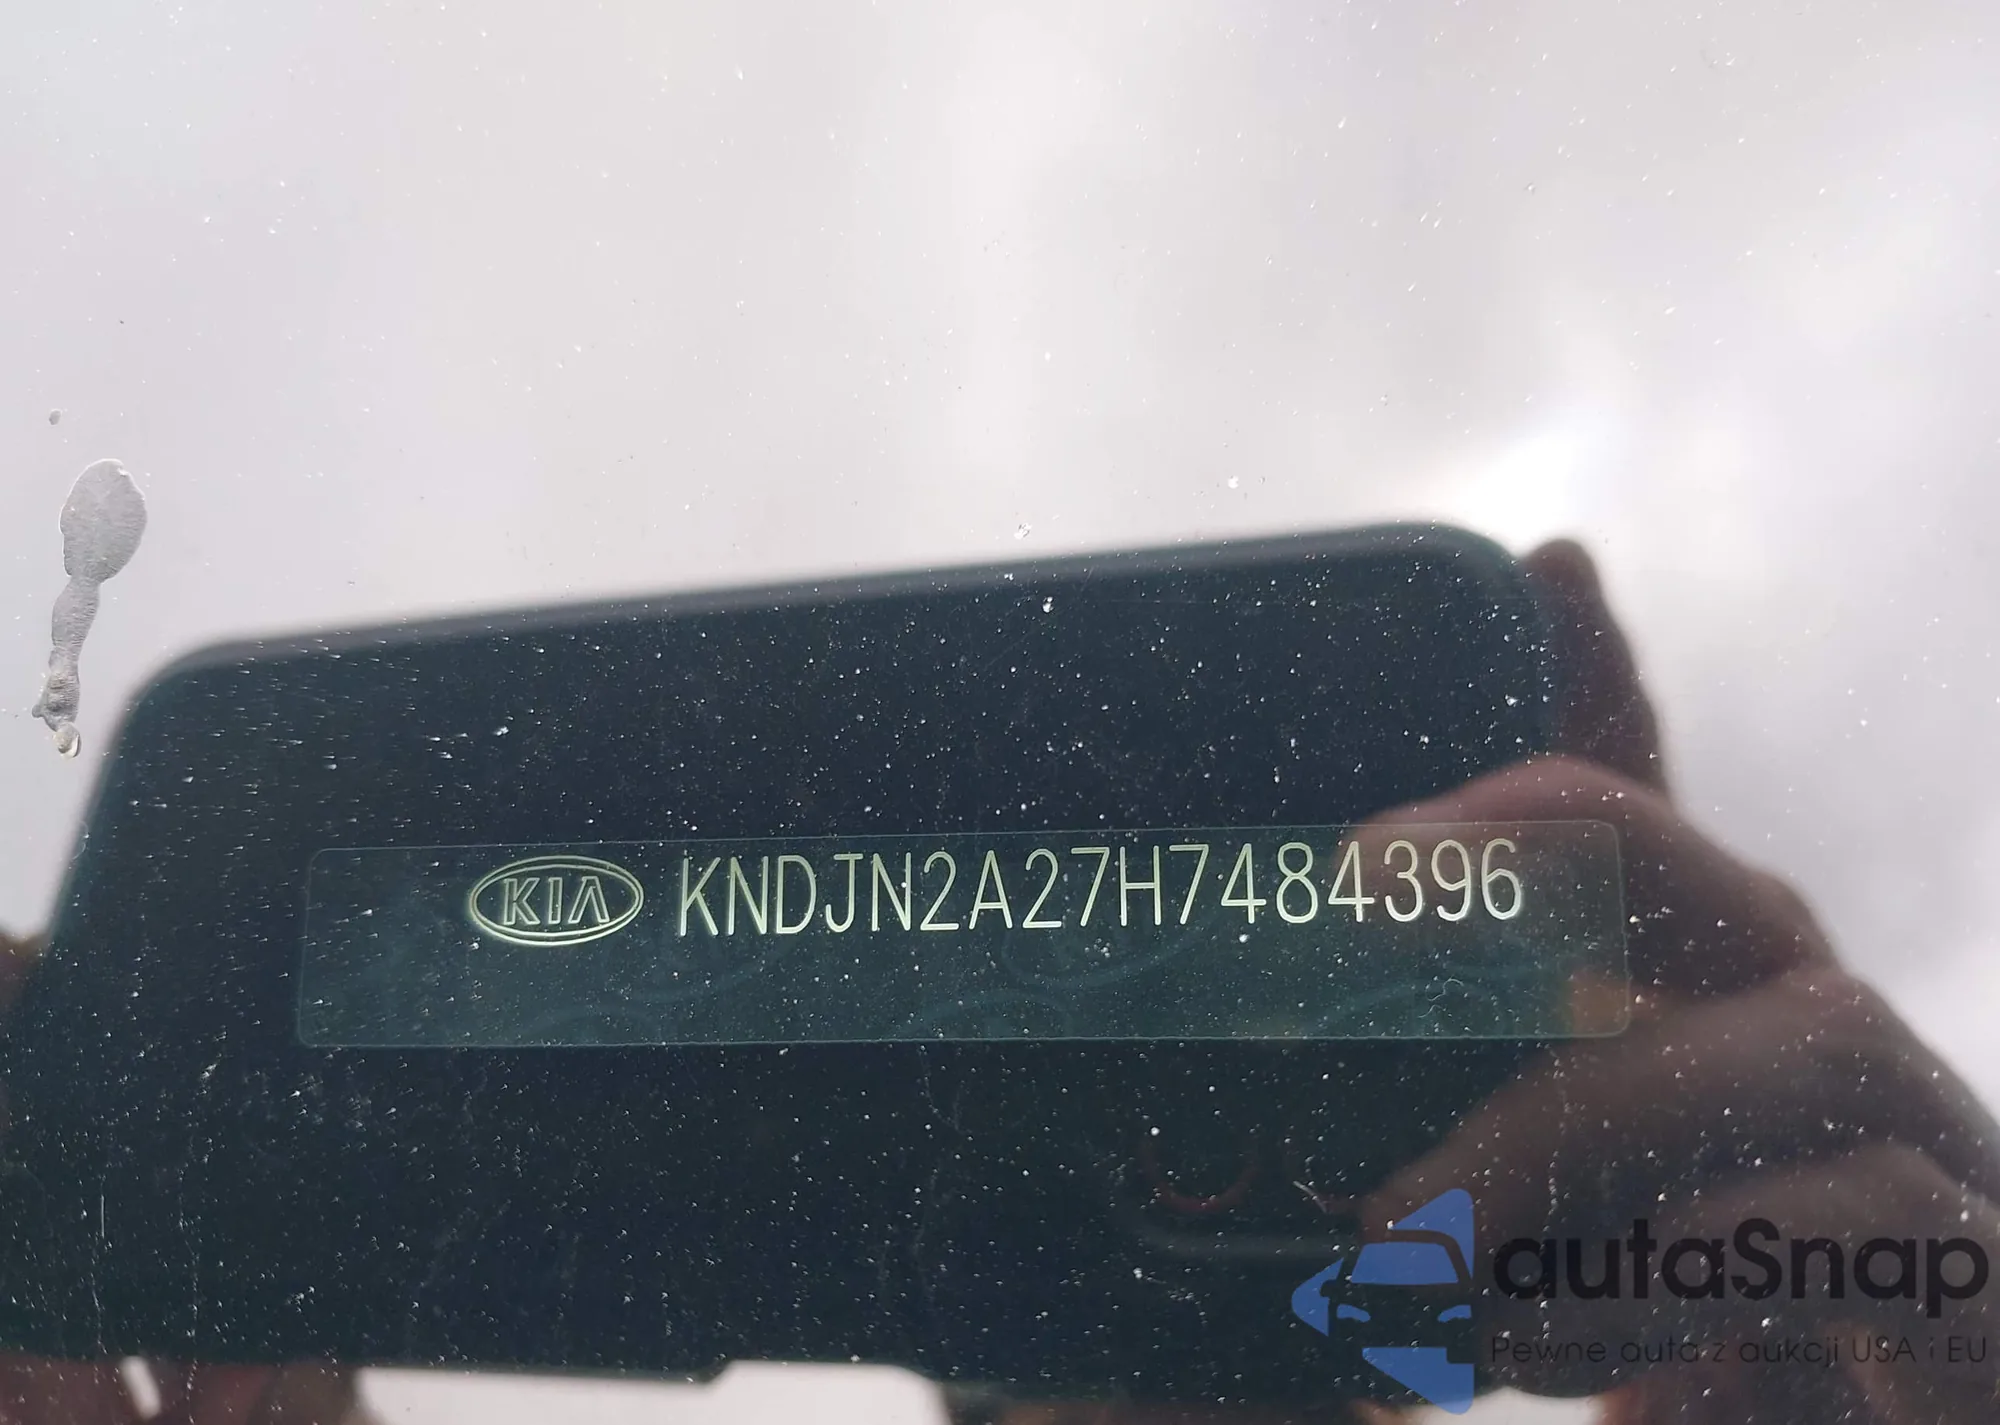 KIA KNDJN2A27H7484396
autaSnap
Pewne auta z aukcji USA i EU